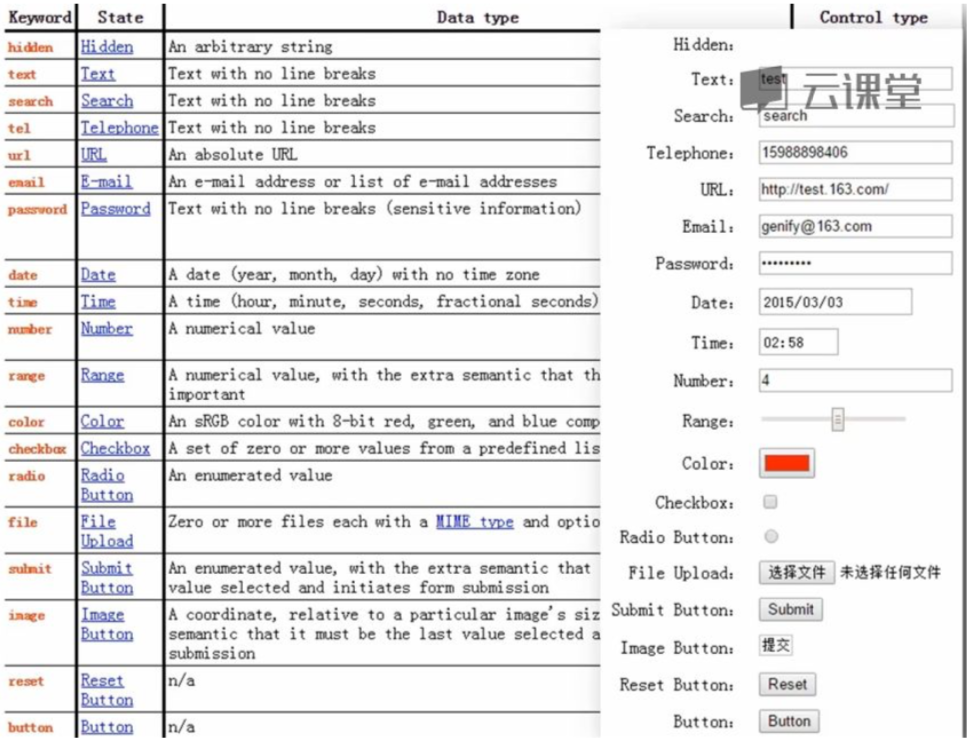 Keyword State Data type Control type
hidden Hidden An arbitrary string
text Text Text with no line breaks
search Search Text with no line breaks
tel Telephone Text with no line breaks
url URL An absolute URL
email E-mail An e-mail address or list of e-mail addresses
password Password Text with no line breaks (sensitive information)
date Date A date (year, month, day) with no time zone
time Time A time (hour, minute, seconds, fractional seconds)
number Number A numerical value
range Range A numerical value, with the extra semantic that th
important
color Color An sRGB color with 8-bit red, green, and blue comp
checkbox Checkbox A set of zero or more values from a predefined lis
radio Radio An enumerated value
Button
file File Zero or more files each with a MIME type and optio
Upload
submit Submit An enumerated value, with the extra semantic that
Button value selected and initiates form submission
image Image A coordinate, relative to a particular image's siz
Button semantic that it must be the last value selected a
submission
reset Reset n/a
Button
button Button n/a
Hidden:
Text: test
云课堂
Search: search
Telephone: 15988898406
URL: http://test.163.com/
Email: genify@163.com
Password: •••••••••
Date: 2015/03/03
Time: 02:58
Number: 4
Range:
Color:
Checkbox:
Radio Button:
File Upload: 选择文件 未选择任何文件
Submit Button: Submit
Image Button: 提交
Reset Button: Reset
Button: Button